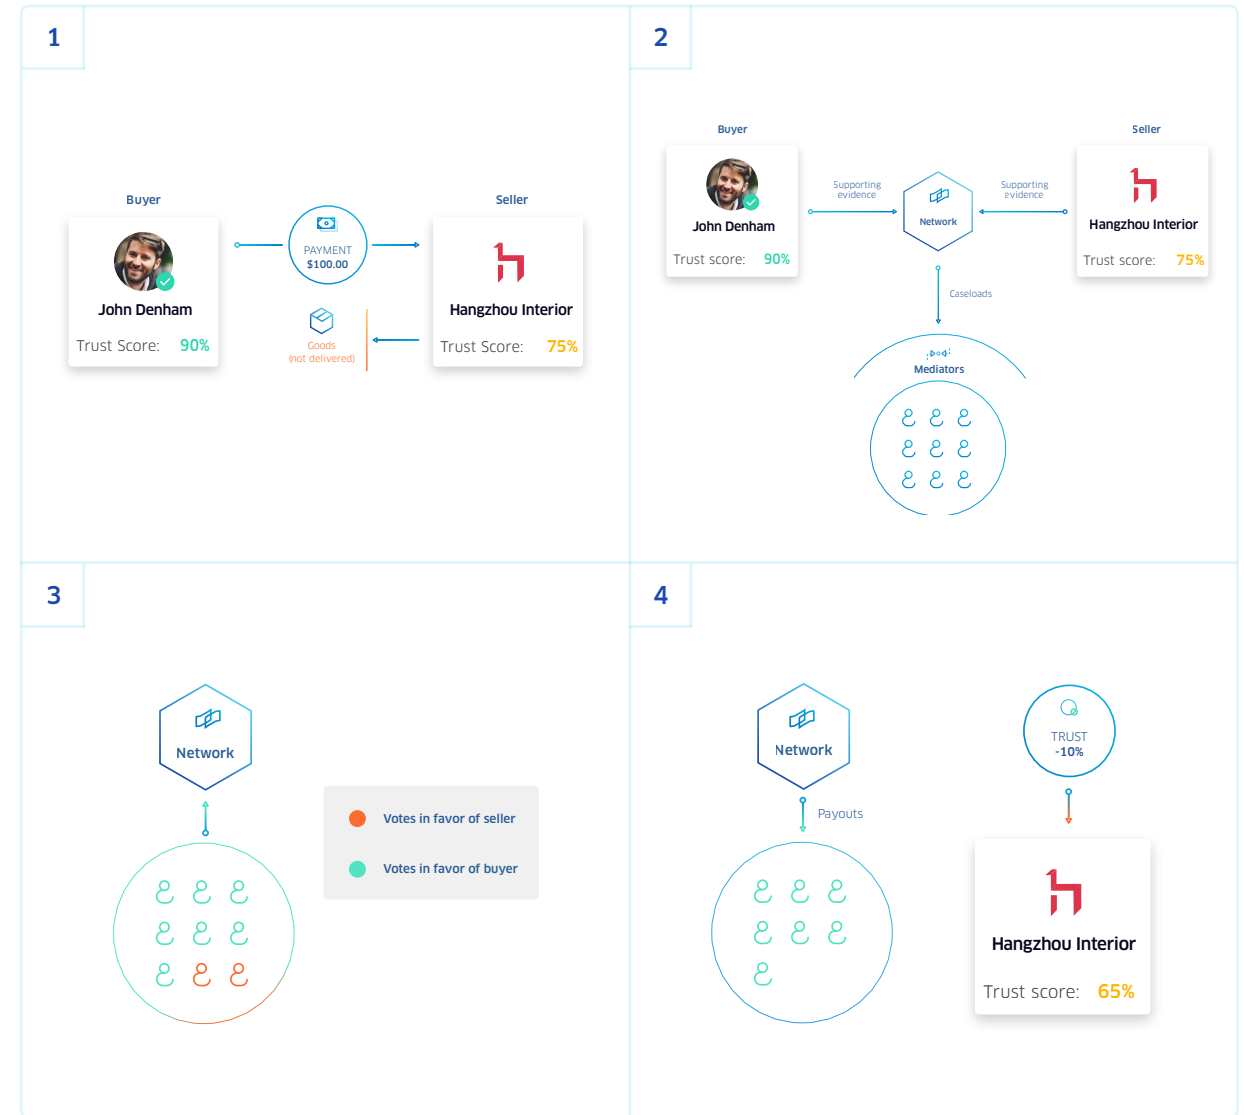 1
Buyer
John Denham
Trust Score: 90%
PAYMENT
$100.00
Goods
(not delivered)
Seller
Hangzhou Interior
Trust Score: 75%
2
Buyer
John Denham
Trust score: 90%
Supporting
evidence
Network
Supporting
evidence
Seller
Hangzhou Interior
Trust score: 75%
Caseloads
Mediators
3
Network
Votes in favor of seller
Votes in favor of buyer
4
Network
Payouts
TRUST
-10%
Hangzhou Interior
Trust score: 65%